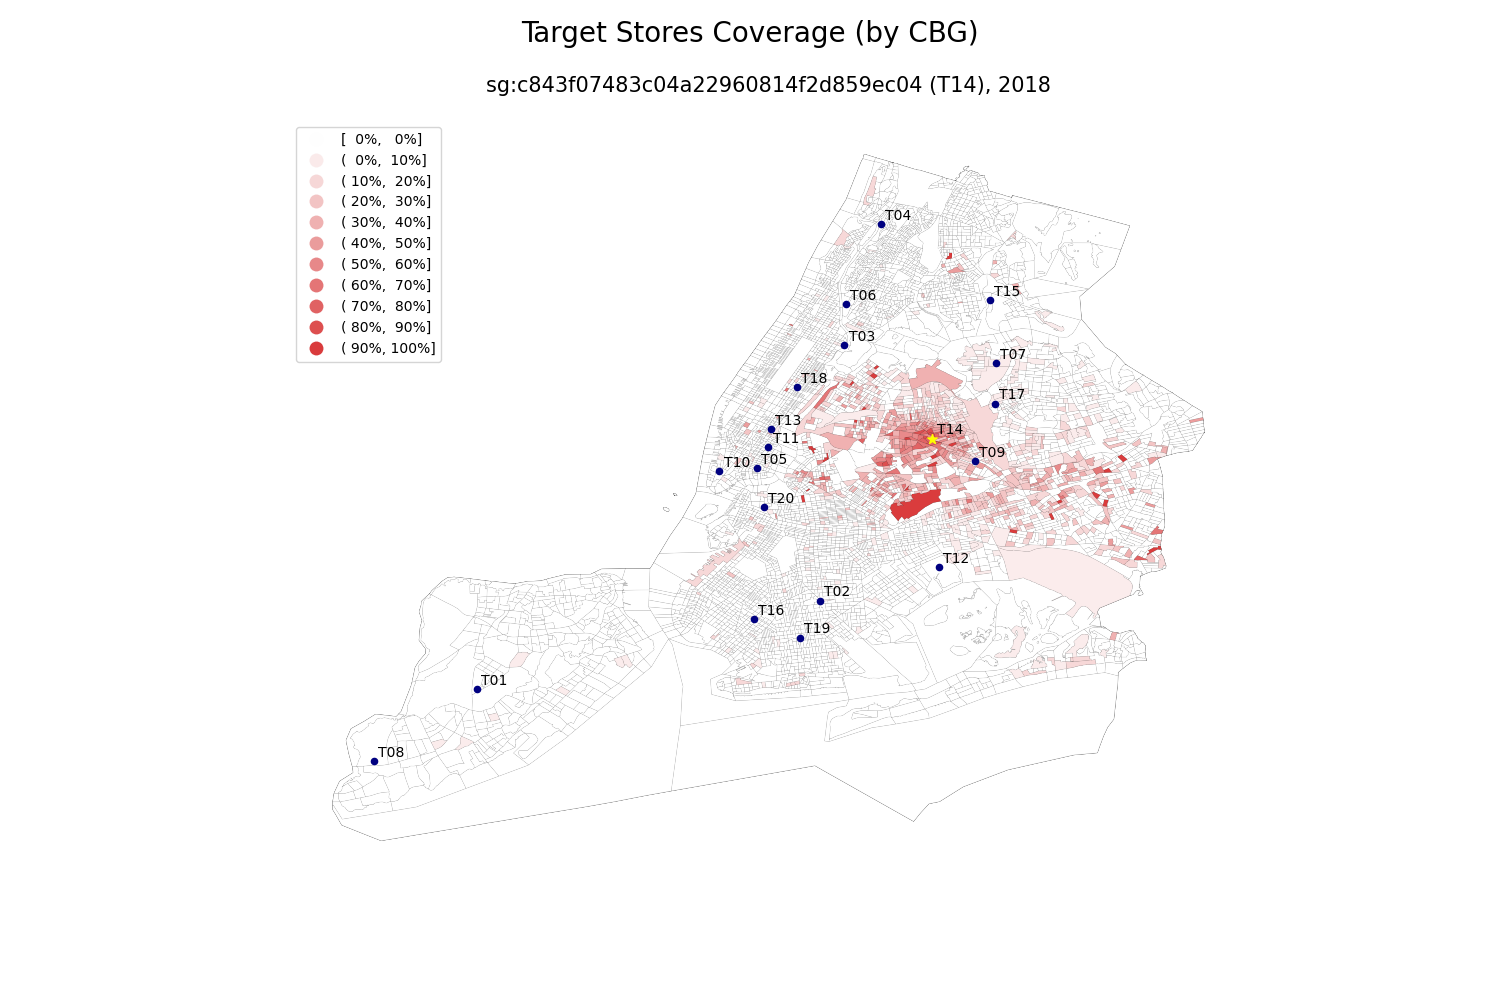 Target Stores Coverage (by CBG)
sg:c843f07483c04a22960814f2d859ec04 (T14), 2018
[  0%,   0%]
(  0%,  10%]
( 10%,  20%]
( 20%,  30%]
( 30%,  40%]
( 40%,  50%]
( 50%,  60%]
( 60%,  70%]
( 70%,  80%]
( 80%,  90%]
( 90%, 100%]
T04
T15
T06
T03
T07
T18
T17
T13
T14
T11
T09
T05
T10
T20
T12
T02
T16
T19
T01
T08